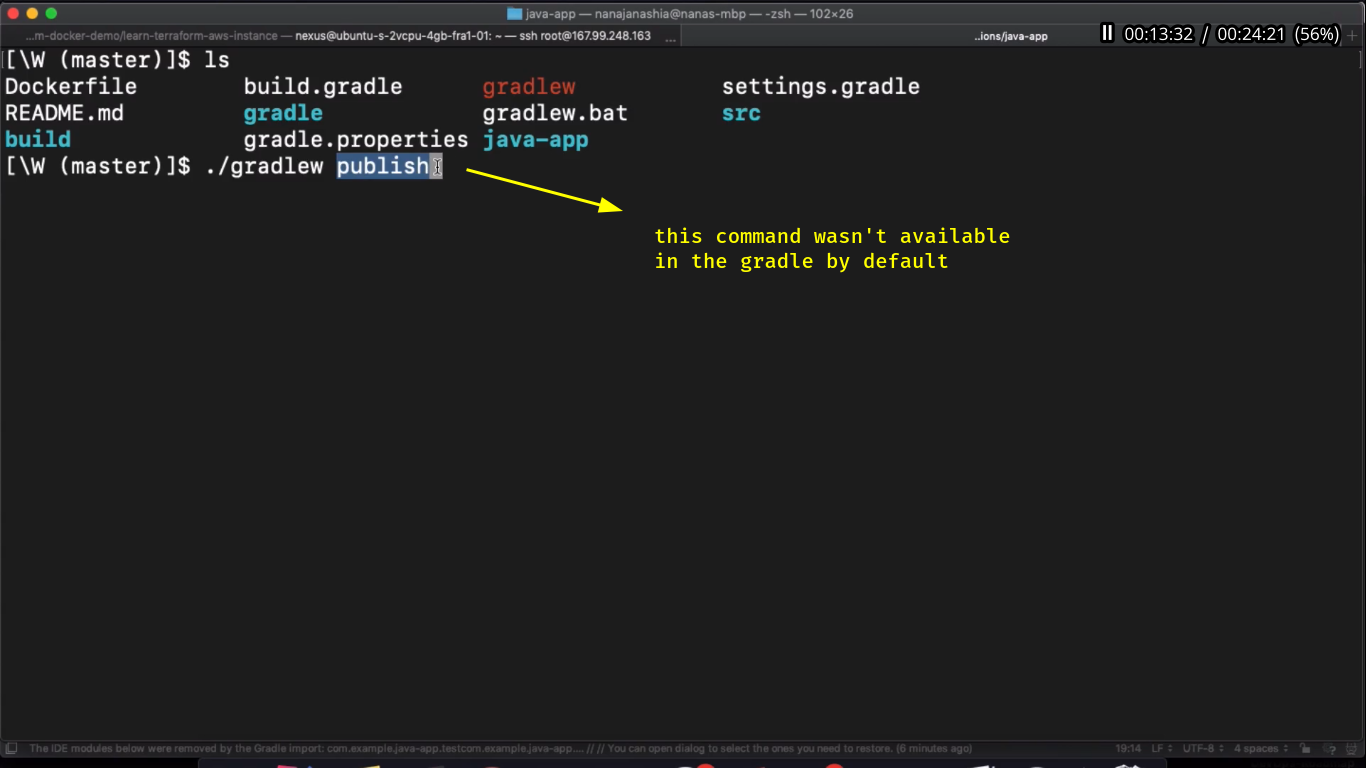 java-app — nanajanashia@nanas-mbp — -zsh — 102×26
...m-docker-demo/learn-terraform-aws-instance — nexus@ubuntu-s-2vcpu-4gb-fra1-01: ~ — ssh root@167.99.248.163 ... ..ions/java-app 00:13:32 / 00:24:21 (56%) +
[\W (master)]$ ls
Dockerfile build.gradle gradlew settings.gradle
README.md gradle gradlew.bat src
build gradle.properties java-app
[\W (master)]$ ./gradlew publish
this command wasn't available
in the gradle by default
The IDE modules below were removed by the Gradle import: com.example.java-app.testcom.example.java-app.... // // You can open dialog to select the ones you need to restore. (6 minutes ago) 19:14 LF UTF-8 4 spaces